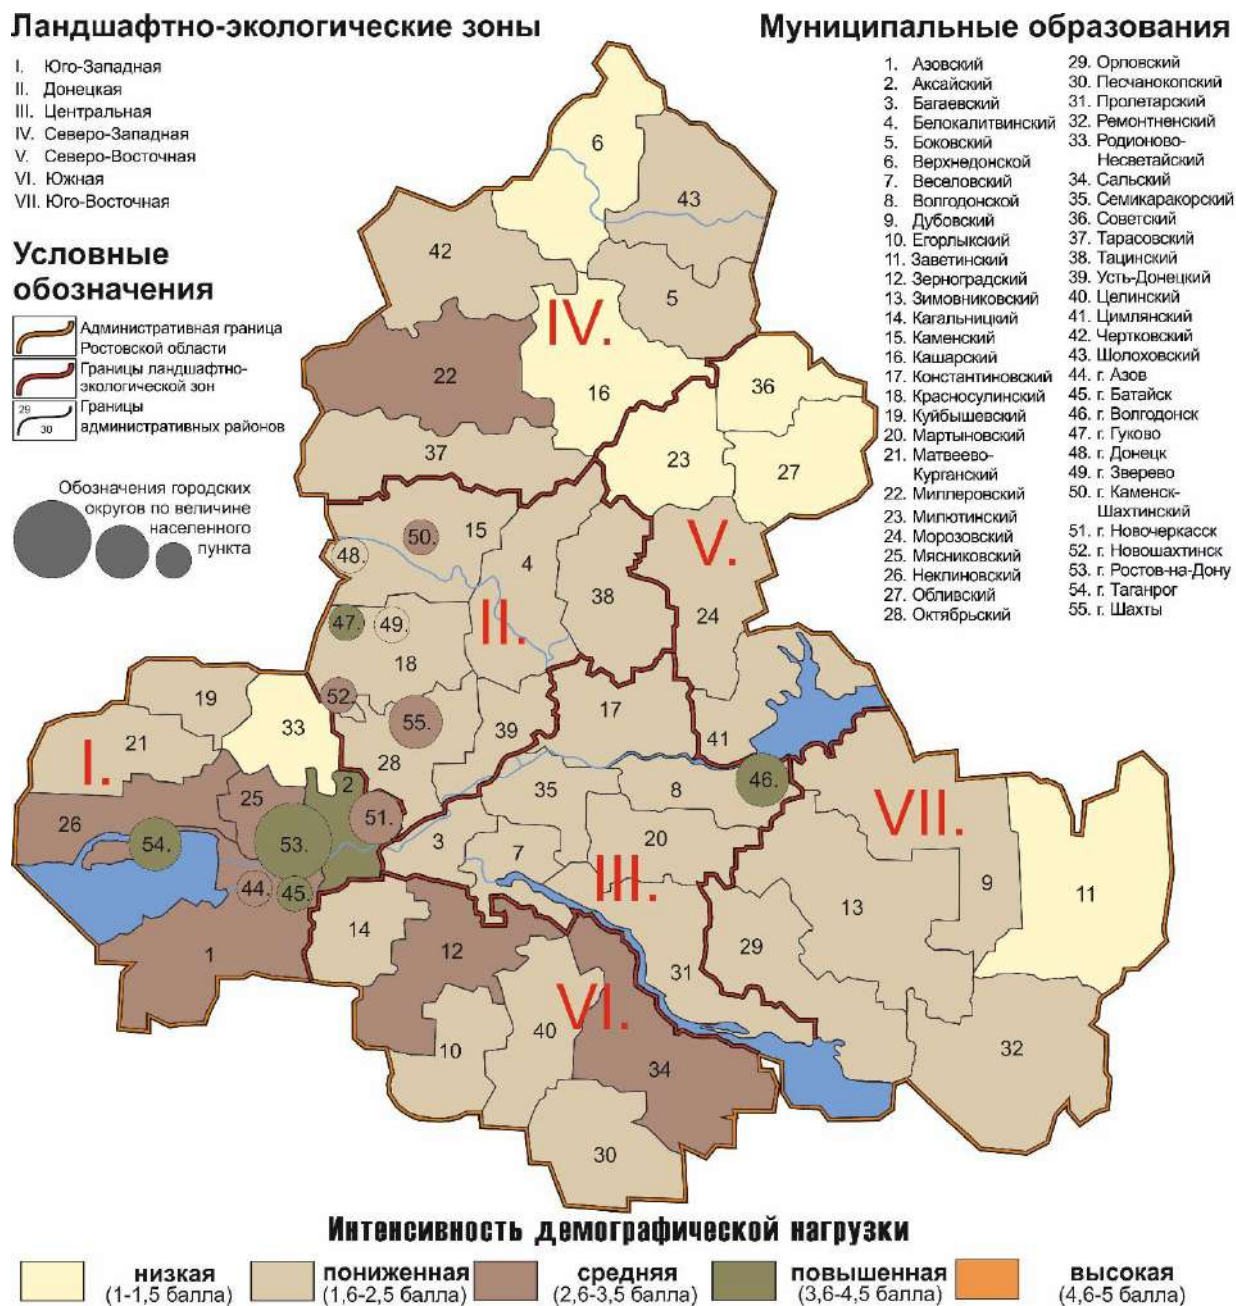 Ландшафтно-экологические зоны
I. Юго-Западная
II. Донецкая
III. Центральная
IV. Северо-Западная
V. Северо-Восточная
VI. Южная
VII. Юго-Восточная
Условные
обозначения
Административная граница
Ростовской области
Границы ландшафтно-
экологической зон
29
30
Границы
административных районов
Обозначения городских
округов по величине
населенного
пункта
Муниципальные образования
1. Азовский
2. Аксайский
3. Багаевский
4. Белокалитвинский
5. Боковский
6. Верхнедонской
7. Веселовский
8. Волгодонской
9. Дубовский
10. Егорлыкский
11. Заветинский
12. Зерноградский
13. Зимовниковский
14. Кагальницкий
15. Каменский
16. Кашарский
17. Константиновский
18. Красносулинский
19. Куйбышевский
20. Мартыновский
21. Матвеево-
Курганский
22. Миллеровский
23. Милютинский
24. Морозовский
25. Мясниковский
26. Неклиновский
27. Обливский
28. Октябрьский
29. Орловский
30. Песчанокопский
31. Пролетарский
32. Ремонтненский
33. Родионово-
Несветайский
34. Сальский
35. Семикаракорский
36. Советский
37. Тарасовский
38. Тацинский
39. Усть-Донецкий
40. Целинский
41. Цимлянский
42. Чертковский
43. Шолоховский
44. г. Азов
45. г. Батайск
46. г. Волгодонск
47. г. Гуково
48. г. Донецк
49. г. Зверево
50. г. Каменск-
Шахтинский
51. г. Новочеркасск
52. г. Новошахтинск
53. г. Ростов-на-Дону
54. г. Таганрог
55. г. Шахты
6
43
42
5
IV.
22
16
36
37
23
27
15
50.
48.
4
V.
38
24
47.
49.
II.
18
52.
19
17
33
55.
39
21
I.
41
28
2
46.
35
8
25
VII.
26
51.
54.
53.
3
20
7
III.
9
11
44.
45.
13
14
12
29
1
31
VI.
40
10
32
34
30
Интенсивность демографической нагрузки
низкая
(1-1,5 балла)
пониженная
(1,6-2,5 балла)
средняя
(2,6-3,5 балла)
повышенная
(3,6-4,5 балла)
высокая
(4,6-5 балла)